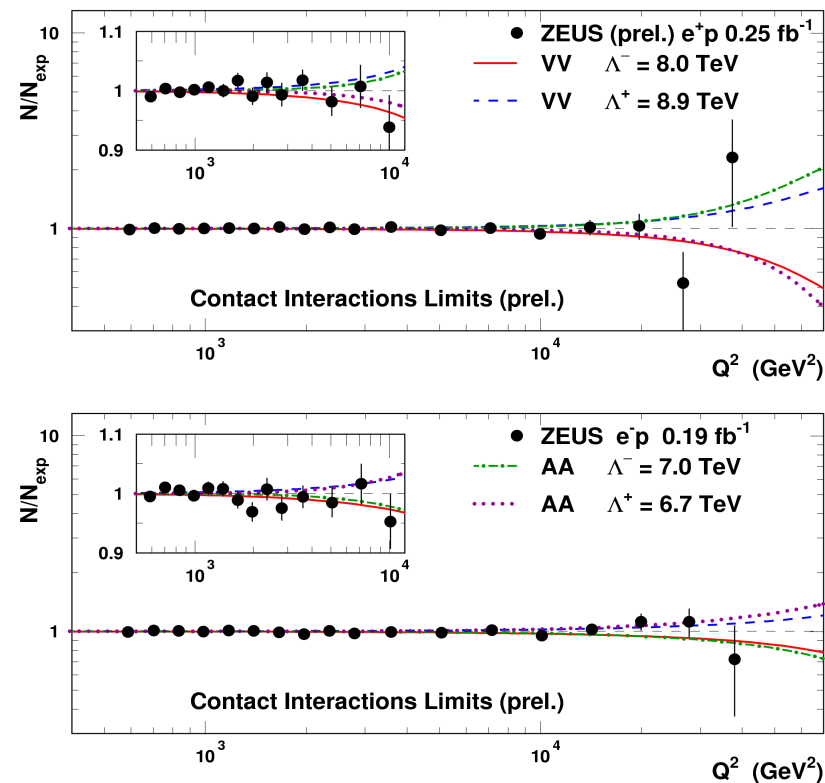 ZEUS (prel.) e⁺p 0.25 fb⁻¹
VV Λ⁻ = 8.0 TeV
VV Λ⁺ = 8.9 TeV
N/N_exp
10
1
1.1
1
0.9
10³
10⁴
Contact Interactions Limits (prel.)
10³
10⁴
Q² (GeV²)
ZEUS e⁻p 0.19 fb⁻¹
AA Λ⁻ = 7.0 TeV
AA Λ⁺ = 6.7 TeV
N/N_exp
10
1
1.1
1
0.9
10³
10⁴
Contact Interactions Limits (prel.)
10³
10⁴
Q² (GeV²)